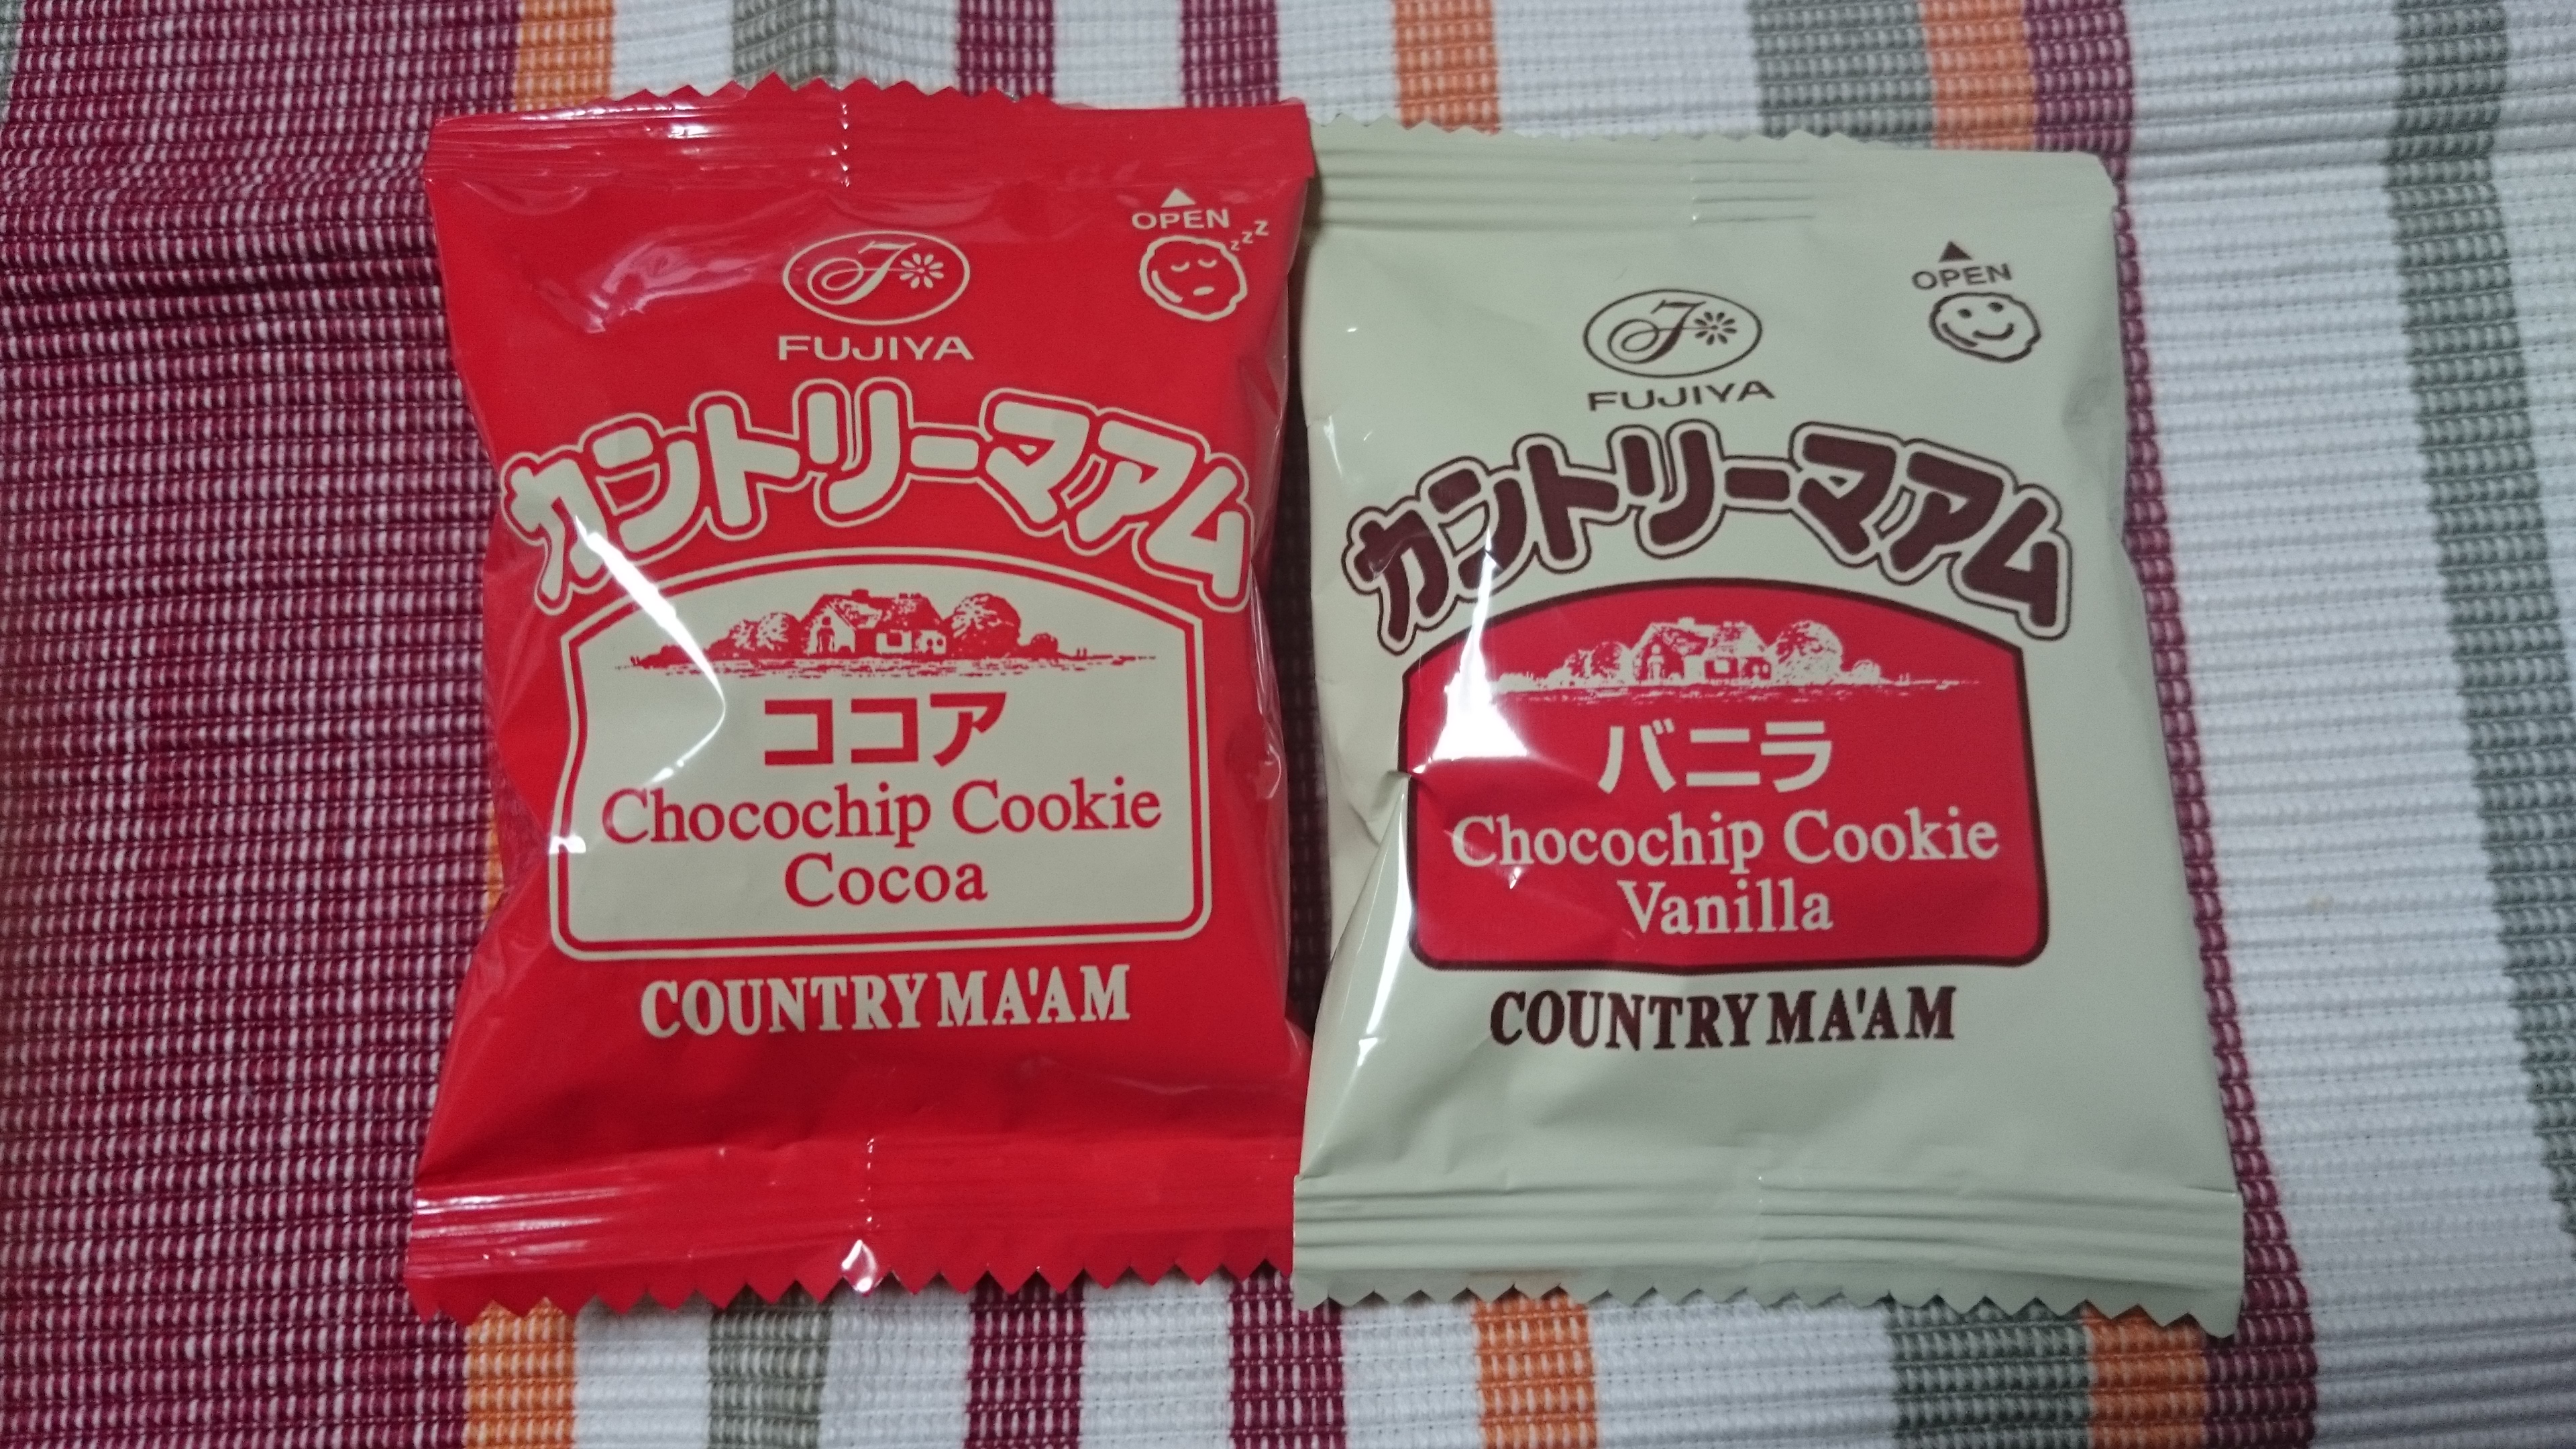 OPEN
zzz
FUJIYA
カントリーマアム
ココア
Chocochip Cookie
Cocoa
COUNTRY MA'AM
OPEN
FUJIYA
カントリーマアム
バニラ
Chocochip Cookie
Vanilla
COUNTRY MA'AM